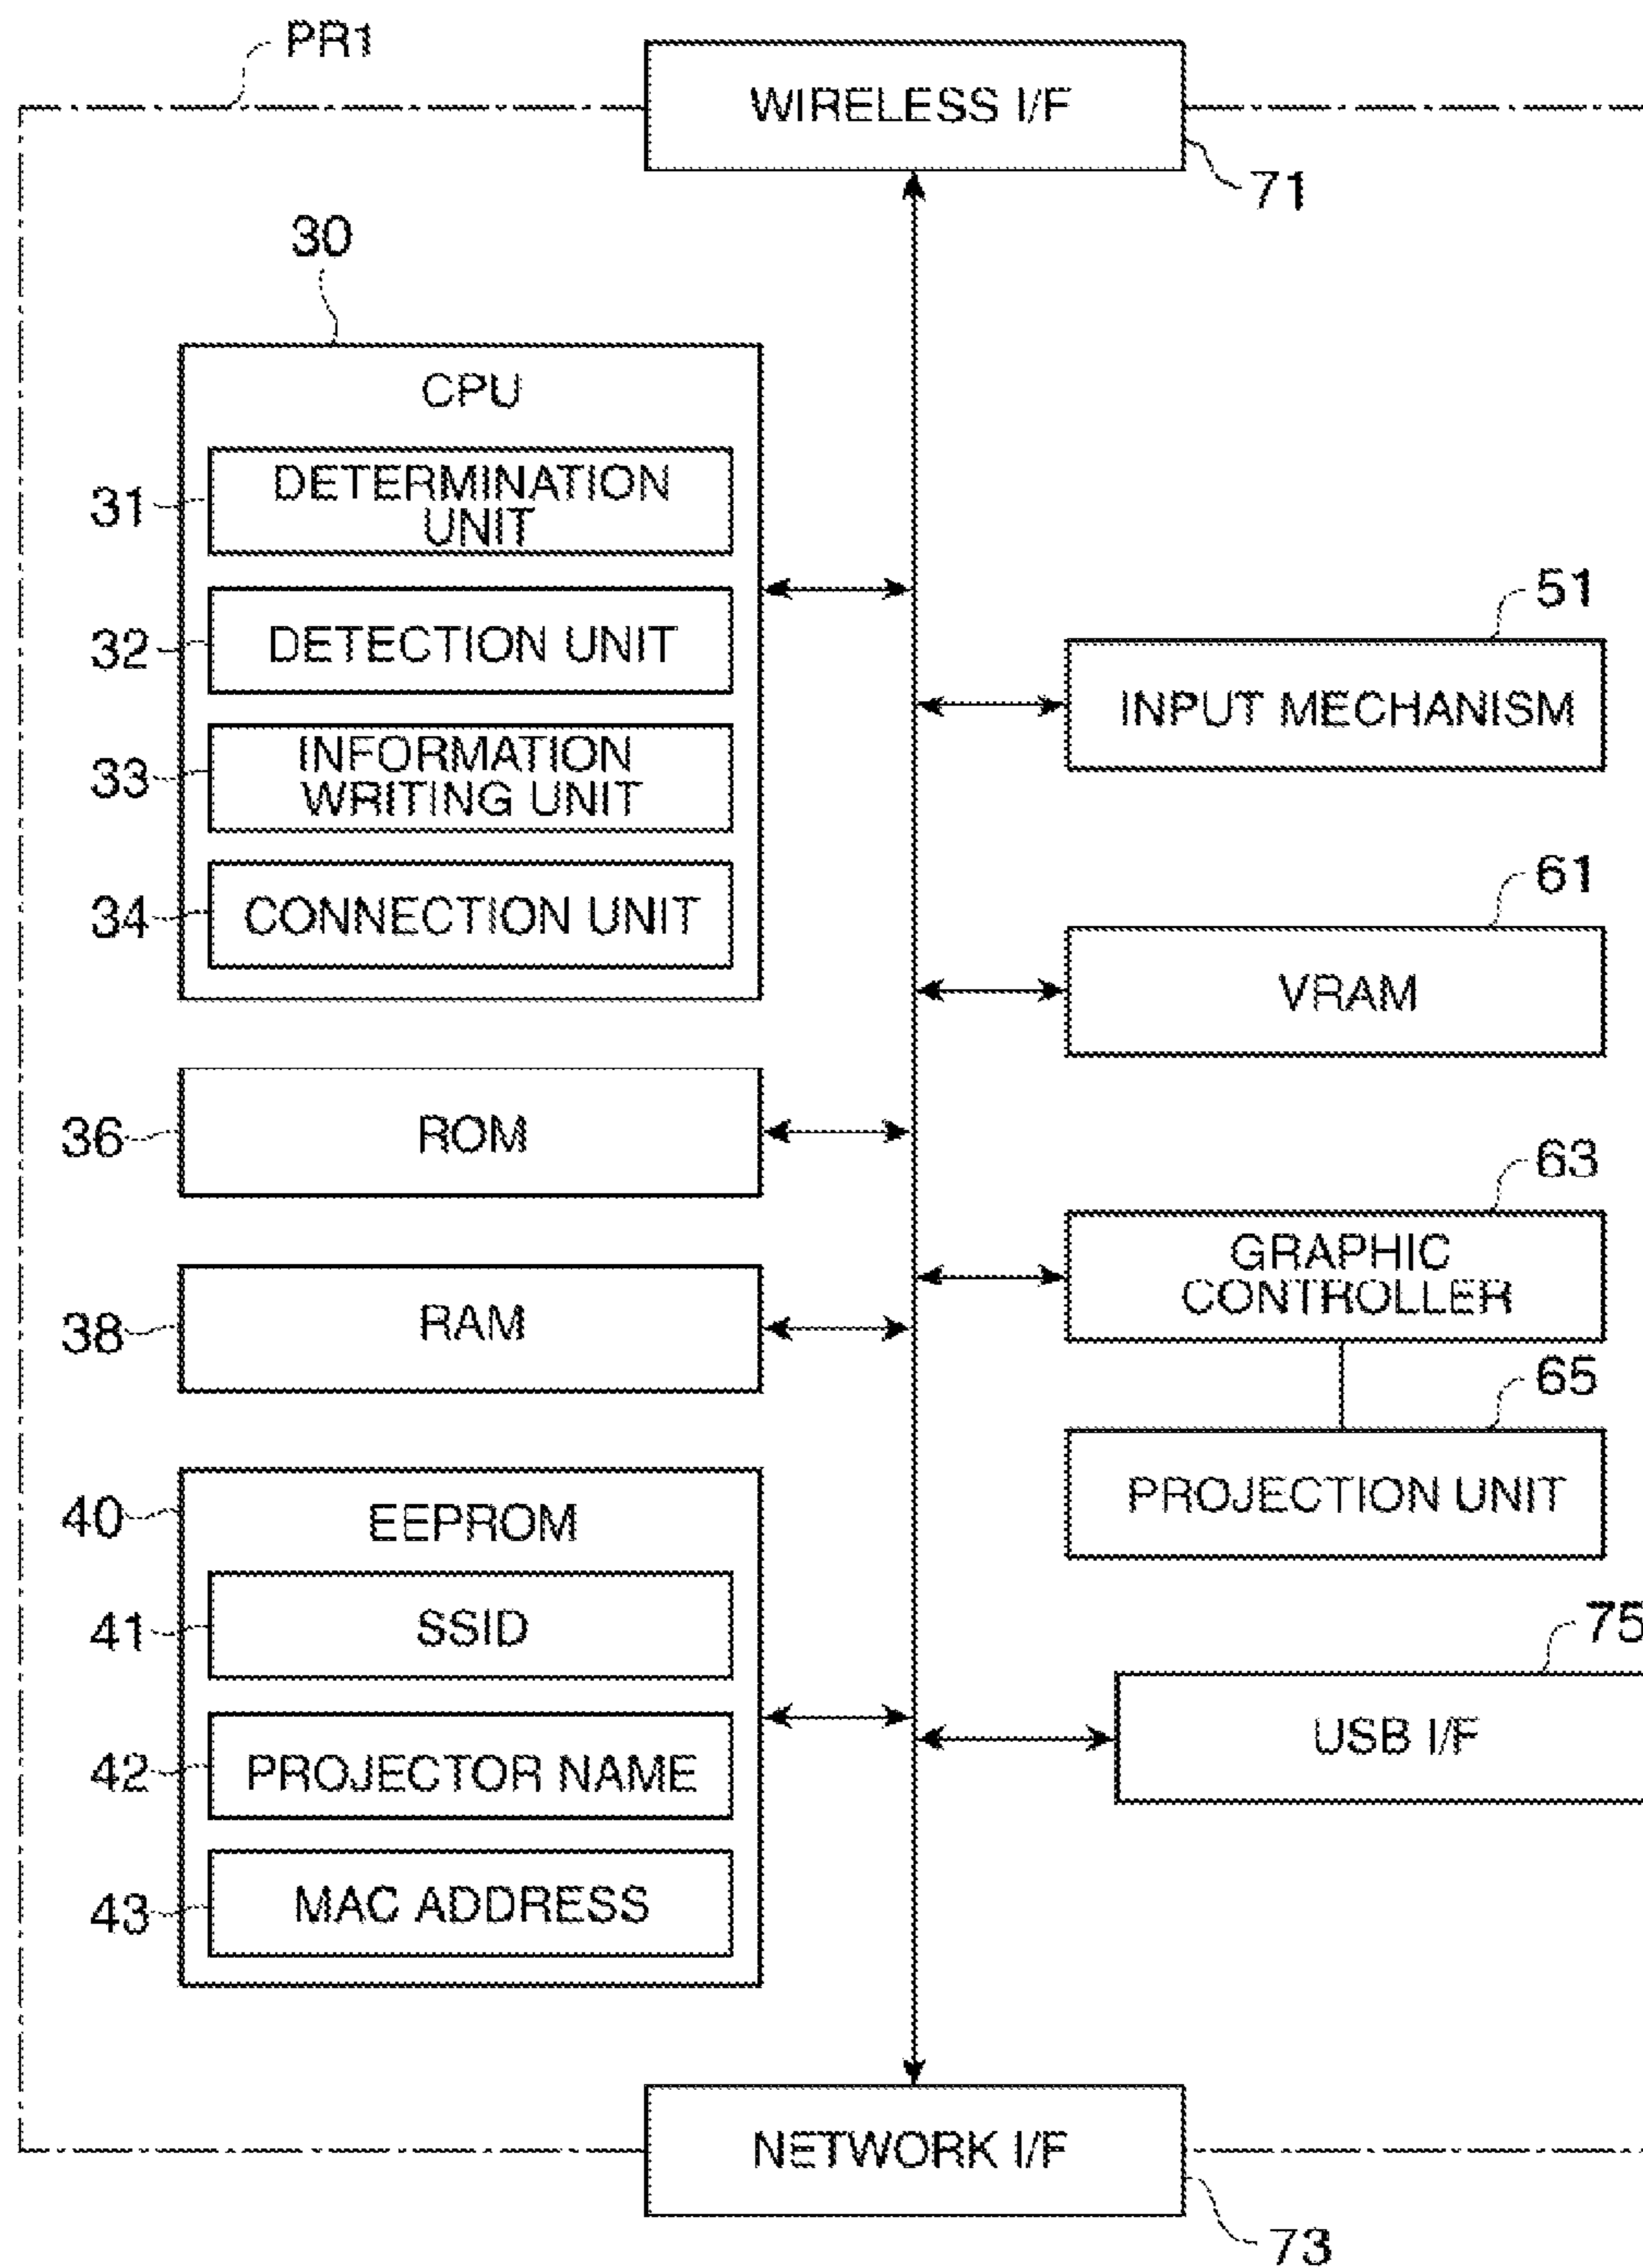 PR1
WIRELESS I/F
71
30
CPU
31
DETERMINATION
UNIT
32
DETECTION UNIT
33
INFORMATION
WRITING UNIT
34
CONNECTION UNIT
51
INPUT MECHANISM
61
VRAM
36
ROM
63
GRAPHIC
CONTROLLER
38
RAM
65
PROJECTION UNIT
40
EEPROM
41
SSID
75
USB I/F
42
PROJECTOR NAME
43
MAC ADDRESS
NETWORK I/F
73